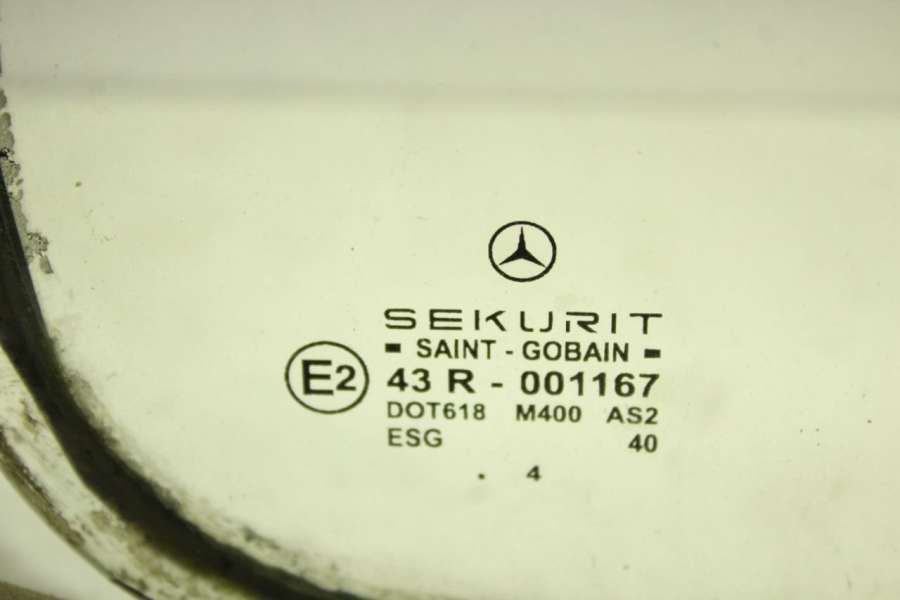 SEKURIT
SAINT - GOBAIN
E2 43 R - 001167
DOT618 M400 AS2
ESG 40
. 4